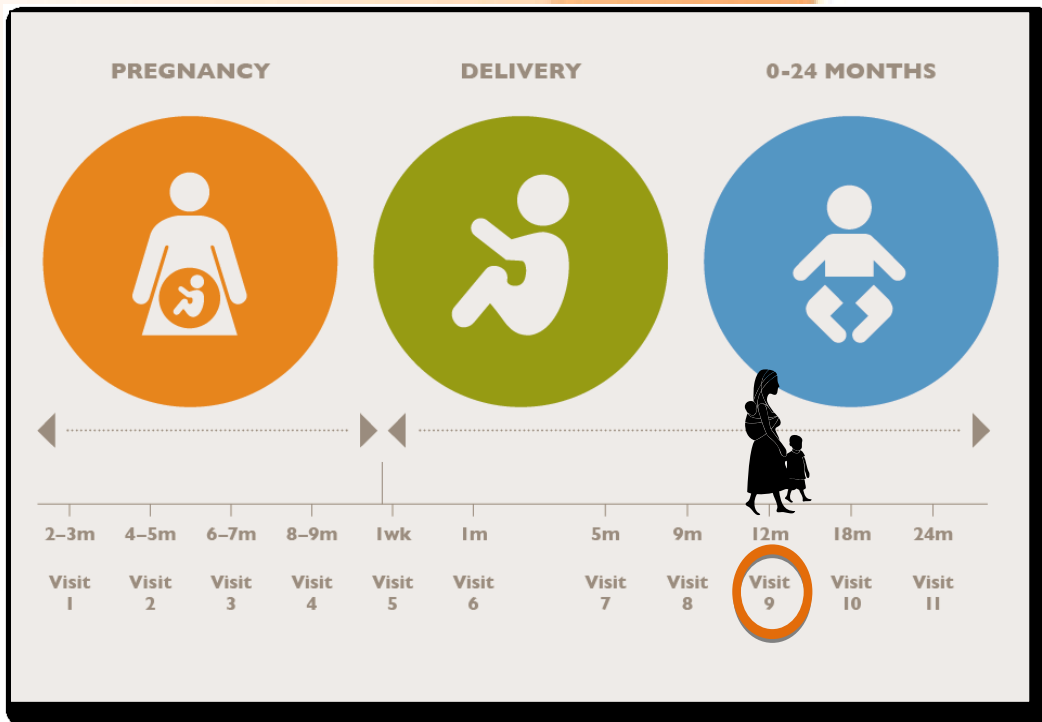 PREGNANCY DELIVERY 0-24 MONTHS
2–3m 4–5m 6–7m 8–9m 1wk 1m 5m 9m 12m 18m 24m
Visit Visit Visit Visit Visit Visit Visit Visit Visit Visit Visit
1 2 3 4 5 6 7 8 9 10 11